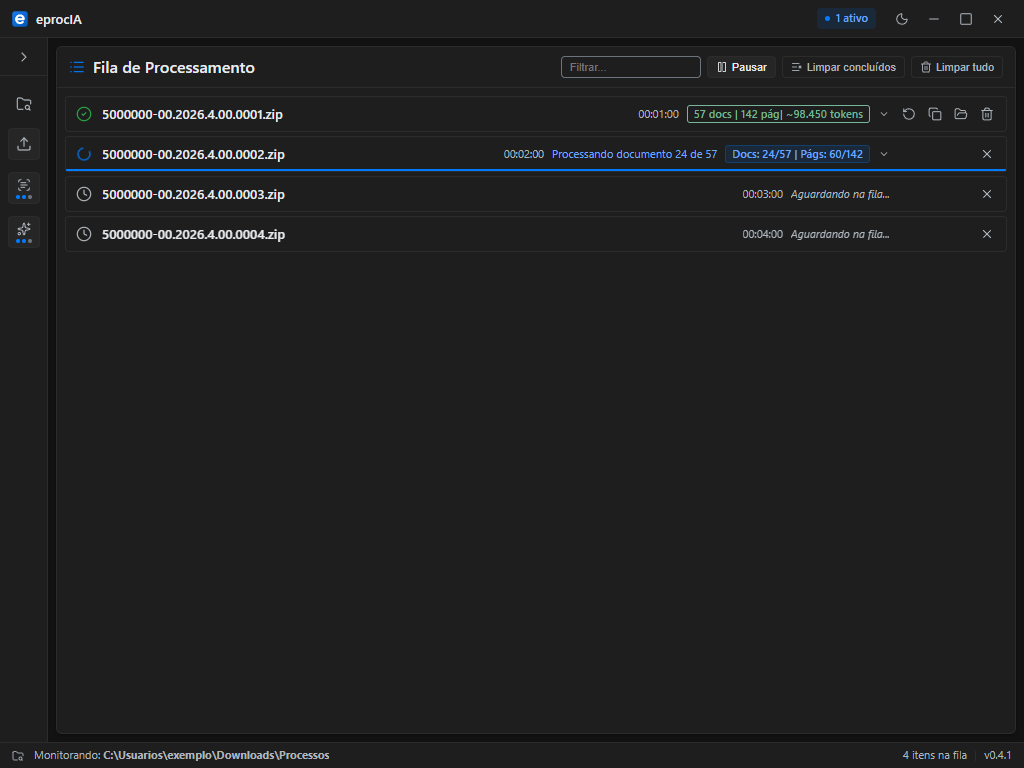 eprocIA
1 ativo
Fila de Processamento
Filtrar...
Pausar
Limpar concluídos
Limpar tudo
5000000-00.2026.4.00.0001.zip 00:01:00 57 docs | 142 pág| ~98.450 tokens
5000000-00.2026.4.00.0002.zip 00:02:00 Processando documento 24 de 57 Docs: 24/57 | Págs: 60/142
5000000-00.2026.4.00.0003.zip 00:03:00 Aguardando na fila...
5000000-00.2026.4.00.0004.zip 00:04:00 Aguardando na fila...
Monitorando: C:\Usuarios\exemplo\Downloads\Processos
4 itens na fila
v0.4.1